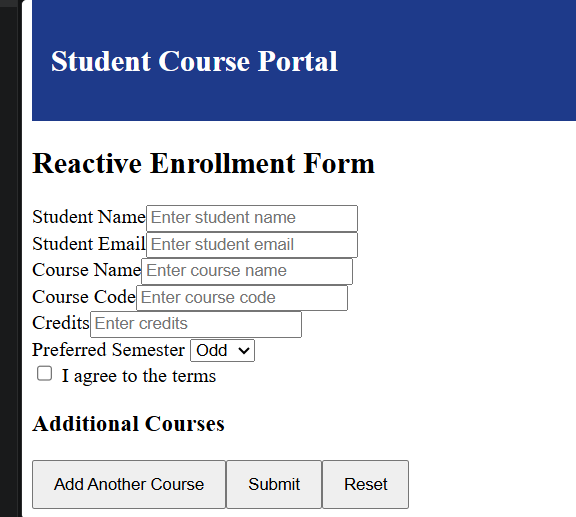 Student Course Portal
Reactive Enrollment Form
Student Name Enter student name
Student Email Enter student email
Course Name Enter course name
Course Code Enter course code
Credits Enter credits
Preferred Semester Odd
I agree to the terms
Additional Courses
Add Another Course Submit Reset